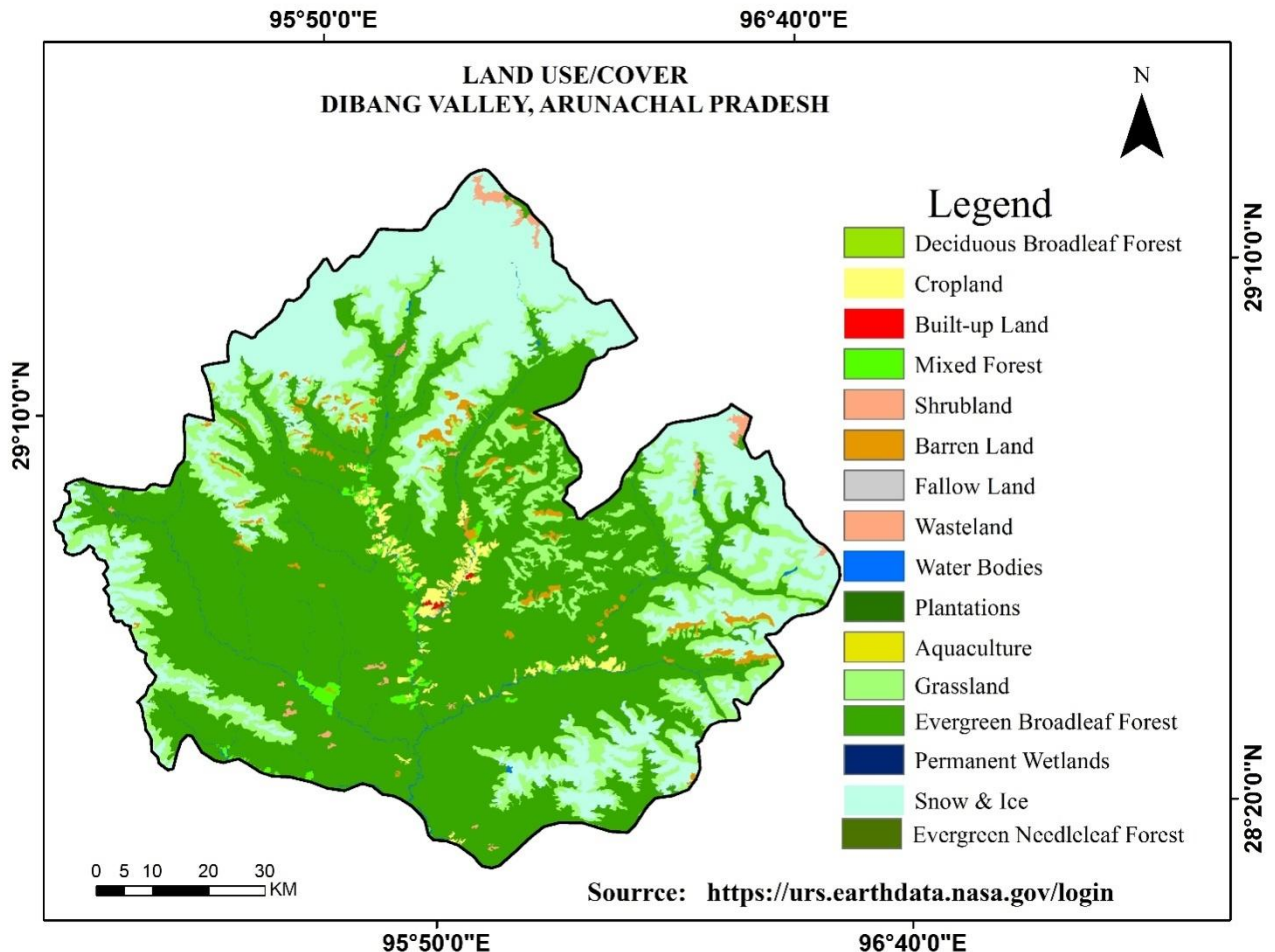 95°50'0"E
96°40'0"E
LAND USE/COVER
DIBANG VALLEY, ARUNACHAL PRADESH
N
Legend
Deciduous Broadleaf Forest
Cropland
Built-up Land
Mixed Forest
Shrubland
Barren Land
Fallow Land
Wasteland
Water Bodies
Plantations
Aquaculture
Grassland
Evergreen Broadleaf Forest
Permanent Wetlands
Snow & Ice
Evergreen Needleleaf Forest
29°10'0"N
29°10'0"N
28°20'0"N
0 5 10 20 30
KM
Sourrce: https://urs.earthdata.nasa.gov/login
95°50'0"E
96°40'0"E